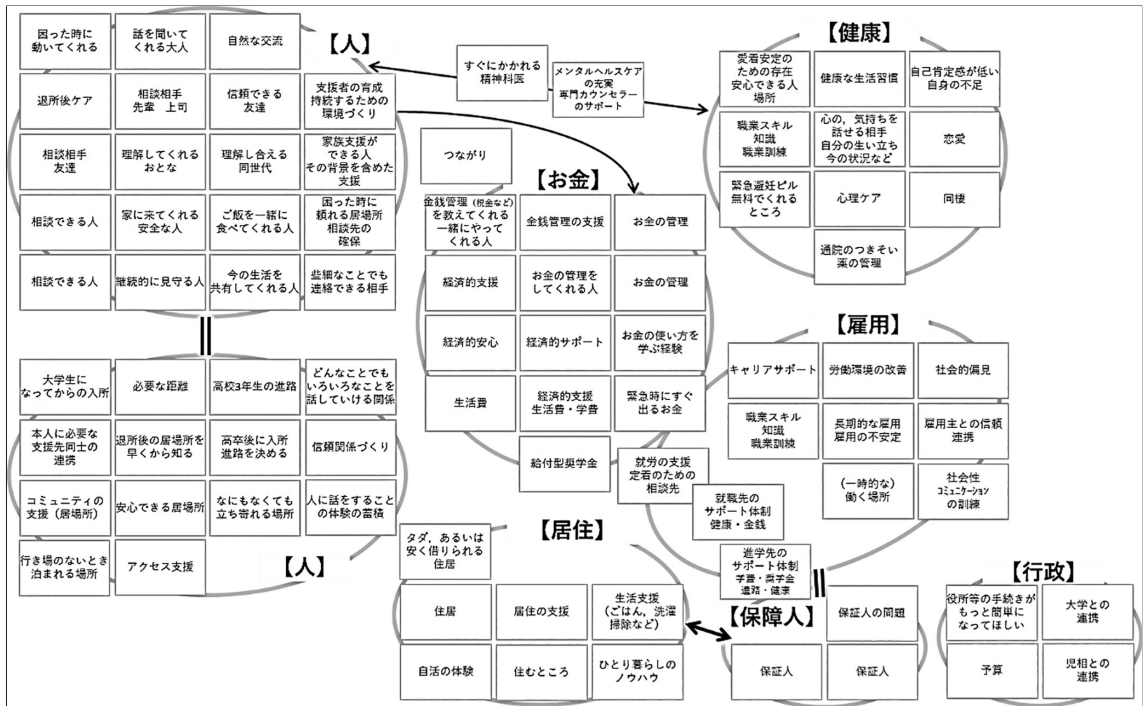 【人】
困った時に
動いてくれる
話を聞いて
くれる大人
自然な交流
退所後ケア
相談相手
先輩　上司
信頼できる
友達
支援者の育成
持続するための
環境づくり
相談相手
友達
理解してくれる
おとな
理解し合える
同世代
家族支援が
できる人
その背景を含めた
支援
相談できる人
家に来てくれる
安全な人
ご飯を一緒に
食べてくれる人
困った時に
頼れる居場所
相談先の
確保
相談できる人
継続的に見守る人
今の生活を
共有してくれる人
些細なことでも
連絡できる相手
すぐにかかれる
精神科医
メンタルヘルスケア
の充実
専門カウンセラー
のサポート
つながり
【健康】
愛着安定の
ための存在
安心できる人
場所
健康な生活習慣
自己肯定感が低い
自身の不足
職業スキル
知識
職業訓練
心の，気持ちを
話せる相手
自分の生い立ち
今の状況など
恋愛
緊急避妊ピル
無料でくれる
ところ
心理ケア
同棲
通院のつきそい
薬の管理
【お金】
金銭管理（税金など）
を教えてくれる
一緒にやって
くれる人
金銭管理の支援
お金の管理
経済的支援
お金の管理を
してくれる人
お金の管理
経済的安心
経済的サポート
お金の使い方を
学ぶ経験
生活費
経済的支援
生活費・学費
緊急時にすぐ
出るお金
給付型奨学金
就労の支援
定着のための
相談先
就職先の
サポート体制
健康・金銭
進学先の
サポート体制
学費・奨学金
進路・健康
【雇用】
キャリアサポート
労働環境の改善
社会的偏見
職業スキル
知識
職業訓練
長期的な雇用
雇用の不安定
雇用主との信頼
連携
（一時的な）
働く場所
社会性
コミュニケーション
の訓練
大学生に
なってからの入所
必要な距離
高校3年生の進路
どんなことでも
いろいろなことを
話していける関係
本人に必要な
支援先同士の
連携
退所後の居場所を
早くから知る
高卒後に入所
進路を決める
信頼関係づくり
コミュニティの
支援（居場所）
安心できる居場所
なにもなくても
立ち寄れる場所
人に話をすること
の体験の蓄積
行き場のないとき
泊まれる場所
アクセス支援
【人】
【居住】
タダ，あるいは
安く借りられる
住居
住居
居住の支援
生活支援
（ごはん，洗濯
掃除など）
自活の体験
住むところ
ひとり暮らしの
ノウハウ
【保障人】
保証人の問題
保証人
保証人
【行政】
役所等の手続きが
もっと簡単に
なってほしい
大学との
連携
予算
児相との
連携